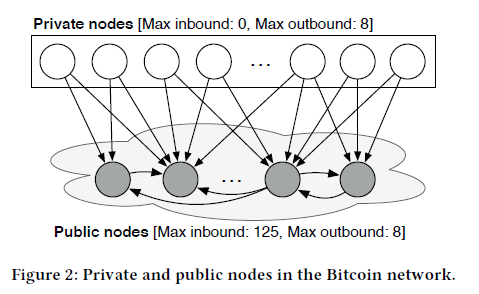 Private nodes [Max inbound: 0, Max outbound: 8]
...
...
Public nodes [Max inbound: 125, Max outbound: 8]
Figure 2: Private and public nodes in the Bitcoin network.